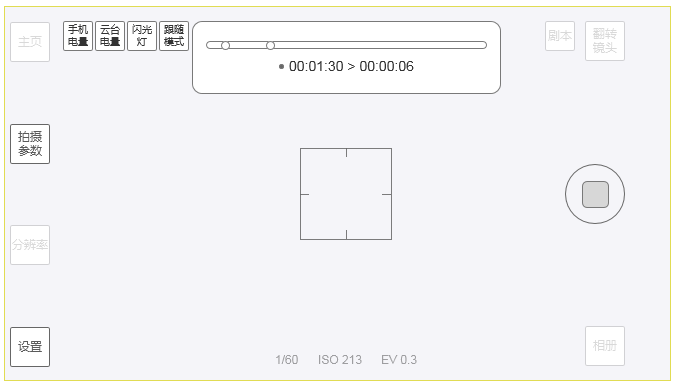 主页
手机
电量
云台
电量
闪光
灯
跟随
模式
00:01:30 > 00:00:06
剧本
翻转
镜头
拍摄
参数
分辨率
设置
1/60 ISO 213 EV 0.3
相册